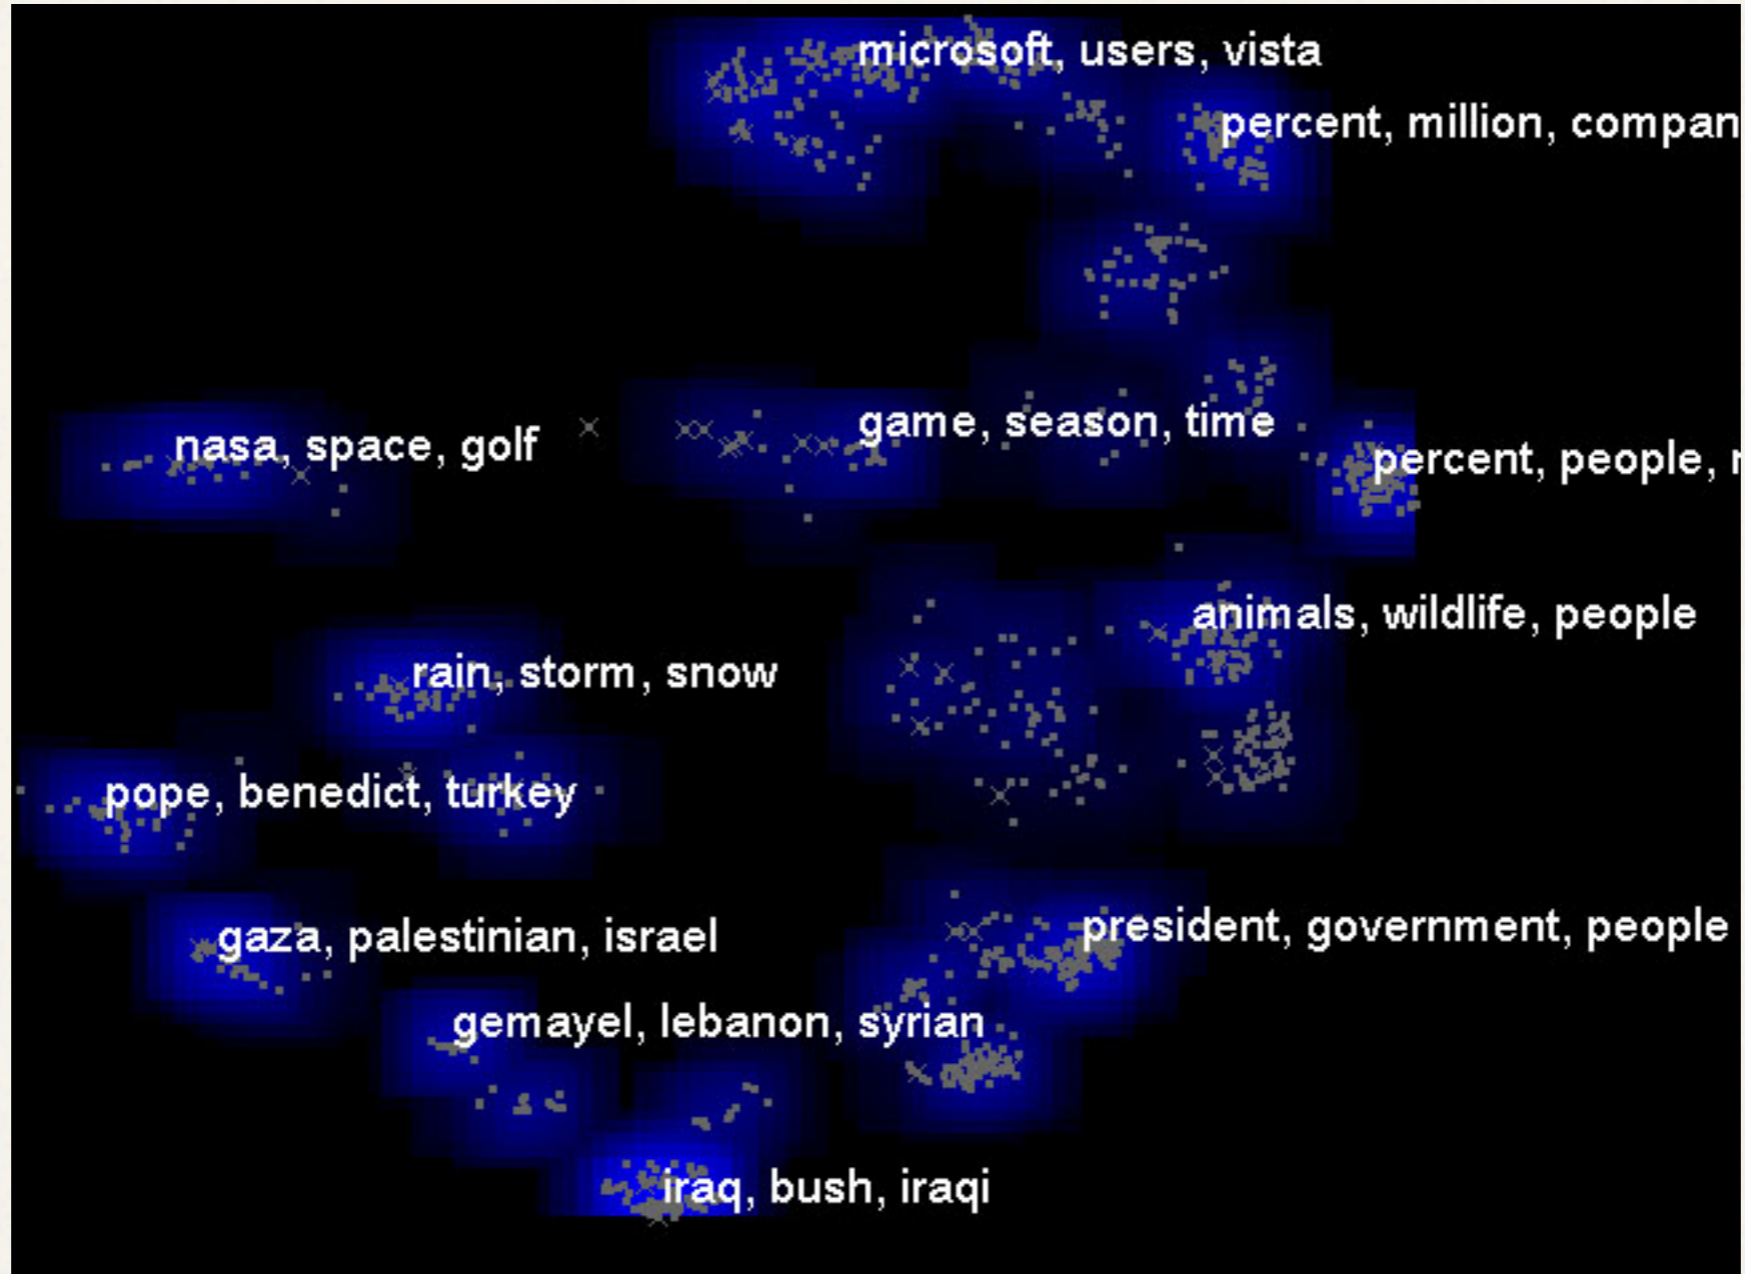 microsoft, users, vista
percent, million, compan
game, season, time
nasa, space, golf
percent, people, r
animals, wildlife, people
rain, storm, snow
pope, benedict, turkey
president, government, people
gaza, palestinian, israel
gemayel, lebanon, syrian
iraq, bush, iraqi